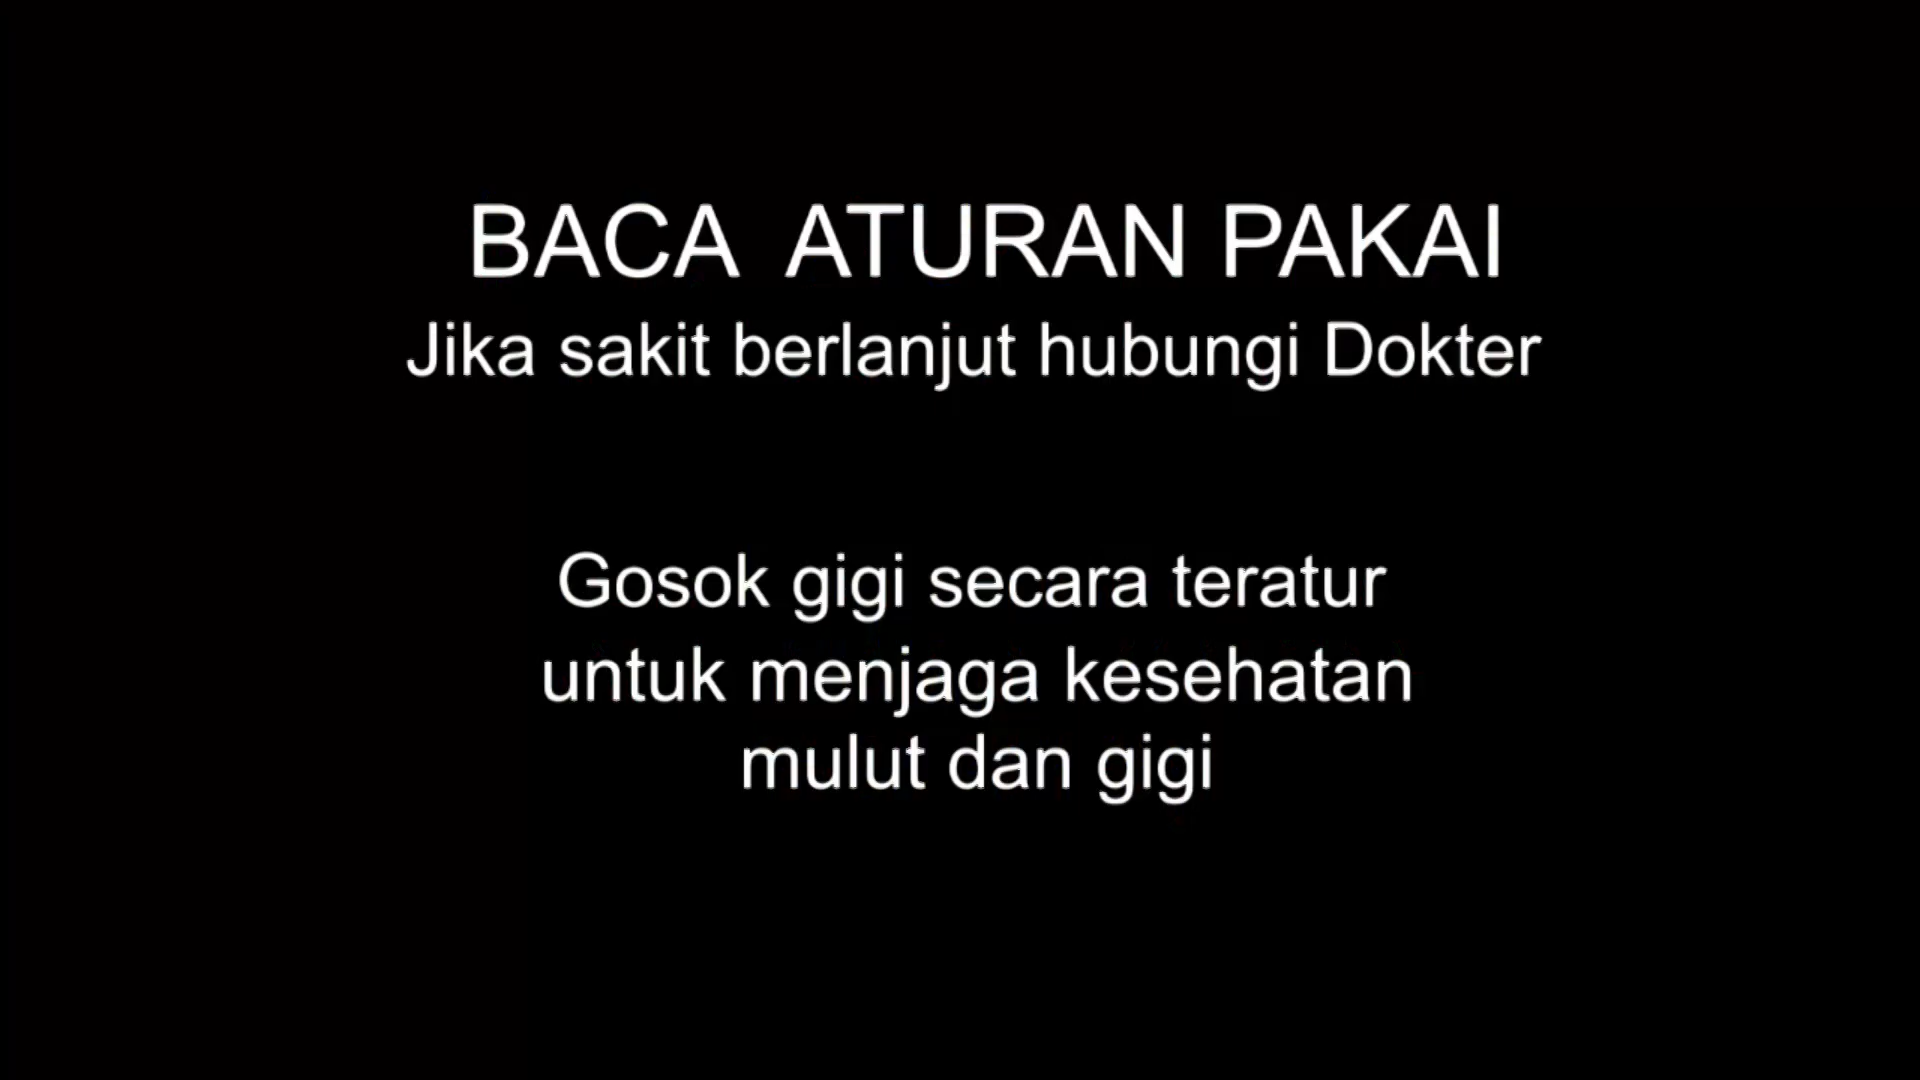 BACA ATURAN PAKAI
Jika sakit berlanjut hubungi Dokter
Gosok gigi secara teratur
untuk menjaga kesehatan
mulut dan gigi